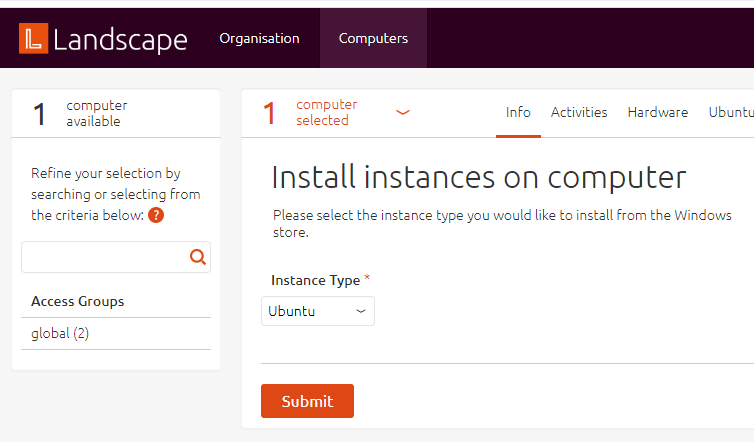 Landscape
Organisation
Computers
1
computer
available
Refine your selection by
searching or selecting from
the criteria below: ?
Access Groups
global (2)
1
computer
selected
Info
Activities
Hardware
Ubuntu
Install instances on computer
Please select the instance type you would like to install from the Windows
store.
Instance Type *
Ubuntu
Submit